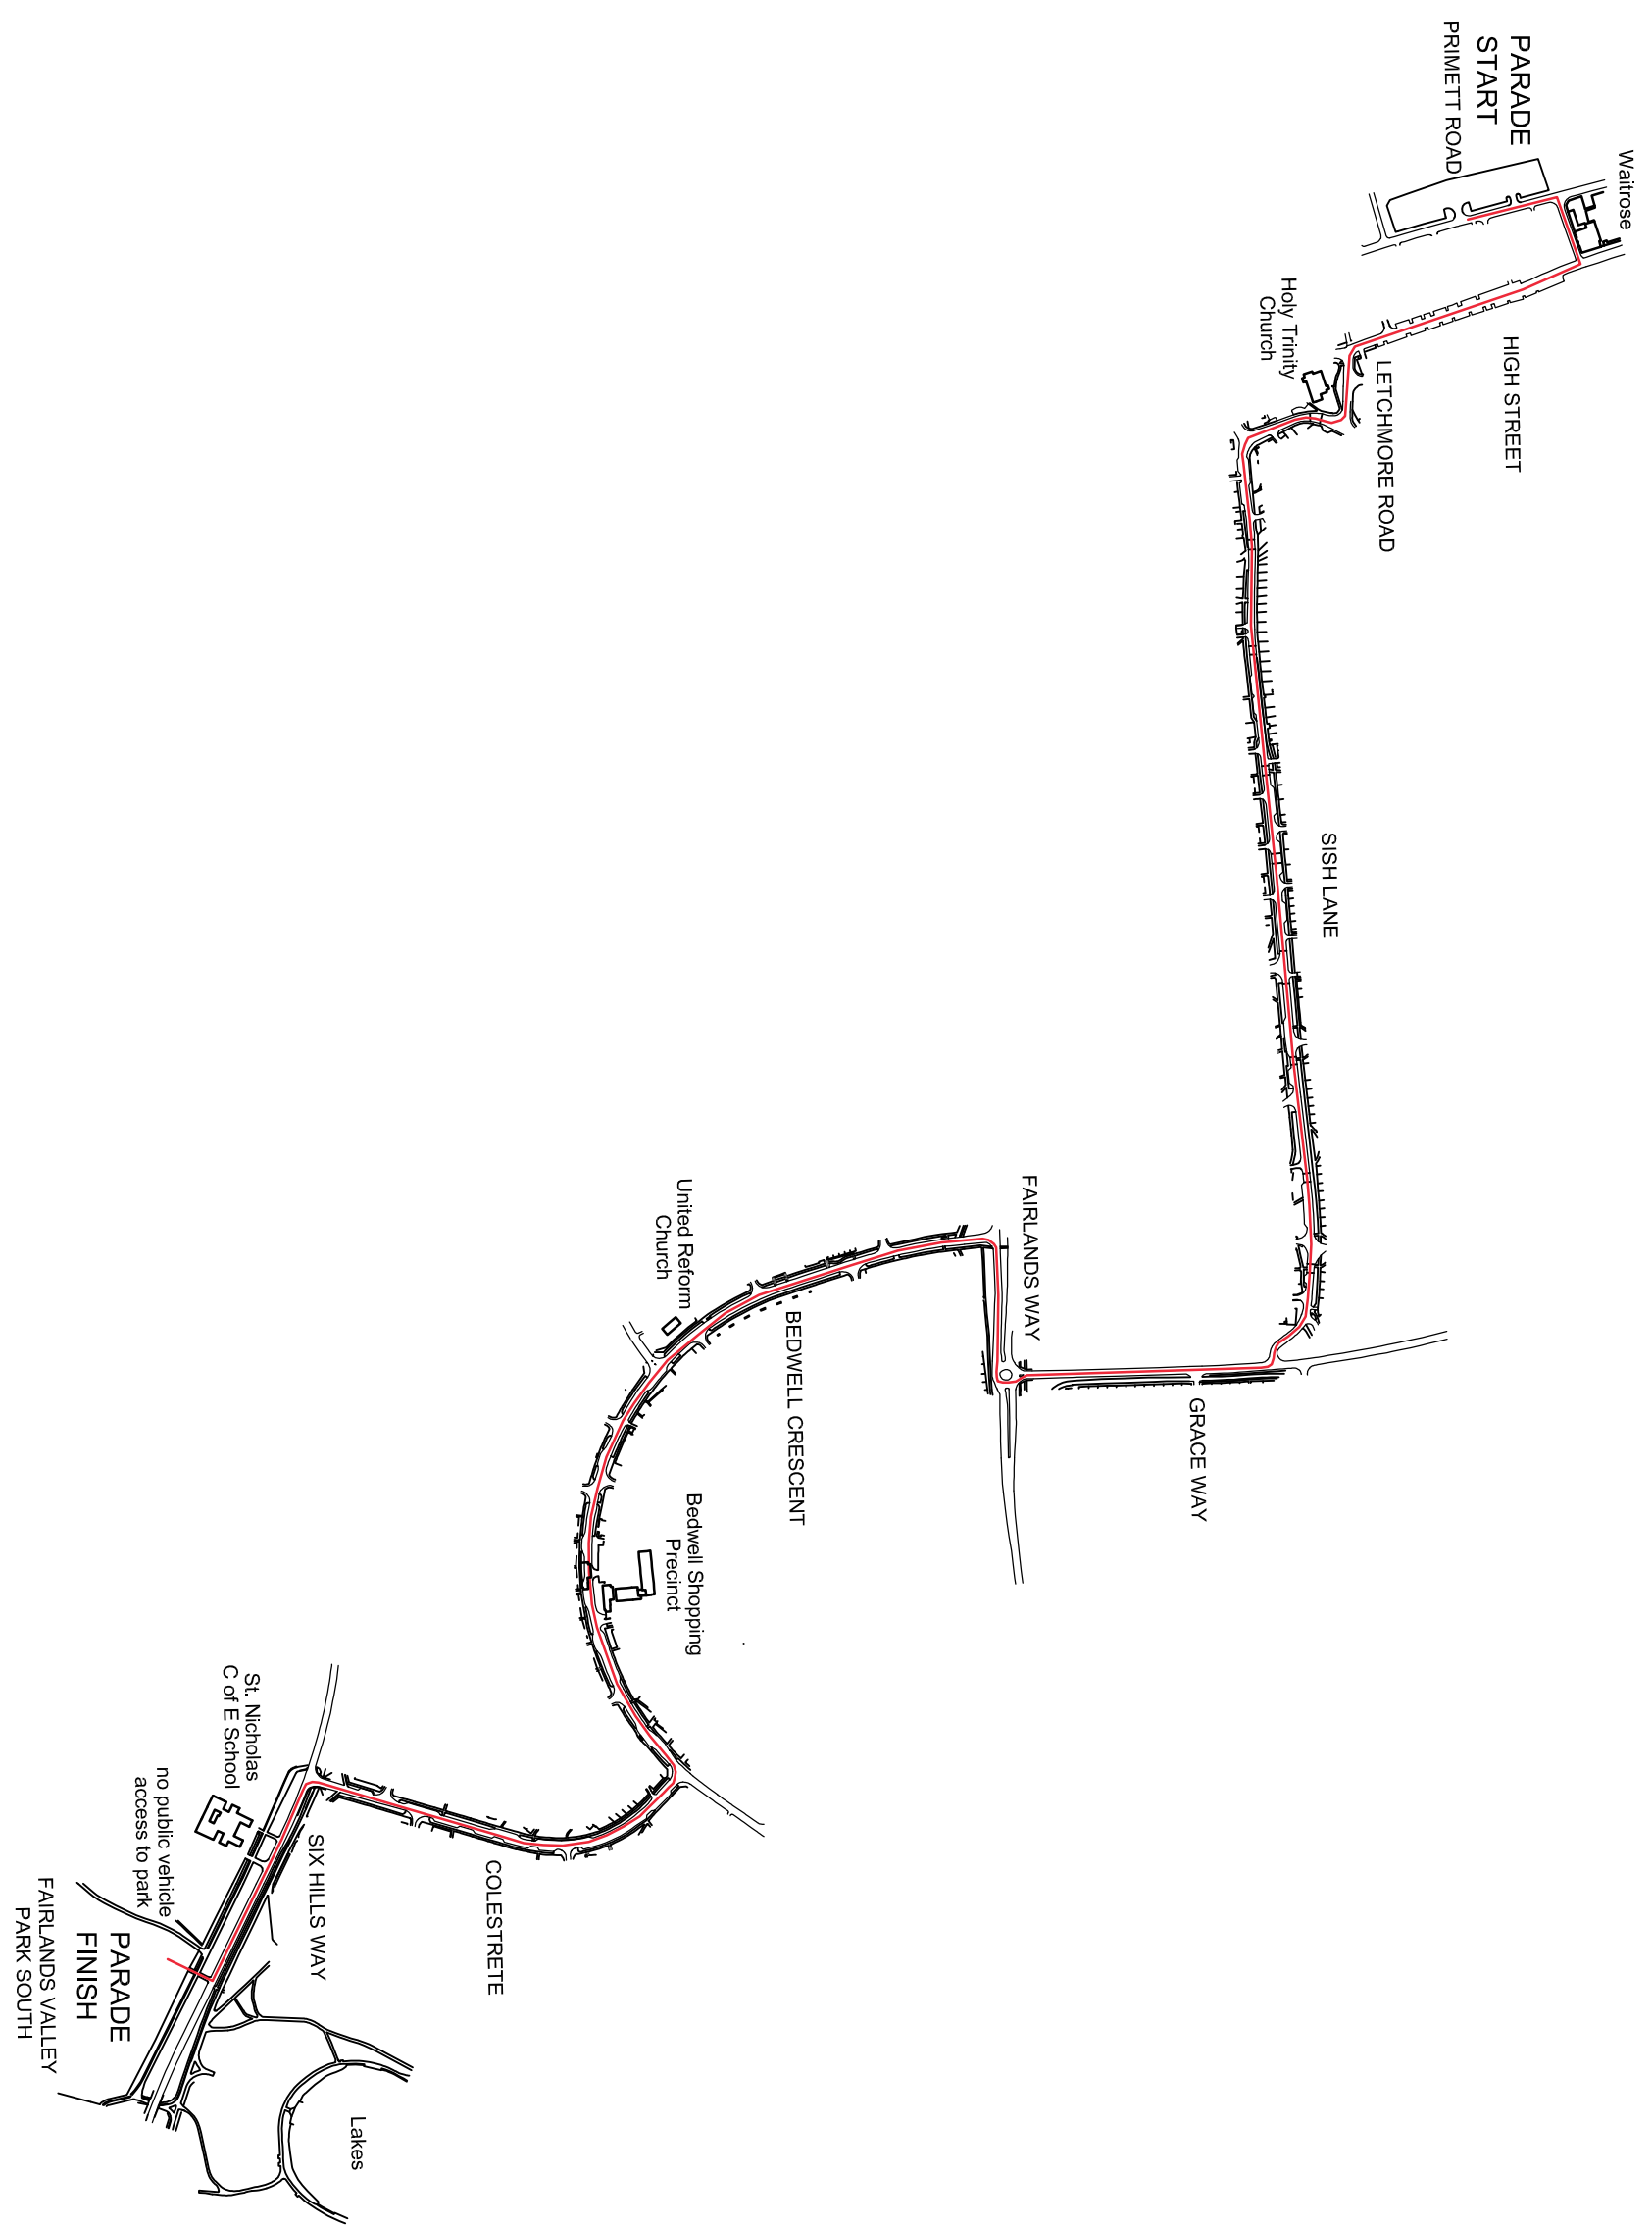 PARADE
START
PRIMETT ROAD
Waitrose
HIGH STREET
LETCHMORE ROAD
Holy Trinity
Church
SISH LANE
FAIRLANDS WAY
GRACE WAY
United Reform
Church
BEDWELL CRESCENT
Bedwell Shopping
Precinct
COLESTRETE
SIX HILLS WAY
St. Nicholas
C of E School
no public vehicle
access to park
PARADE
FINISH
FAIRLANDS VALLEY
PARK SOUTH
Lakes